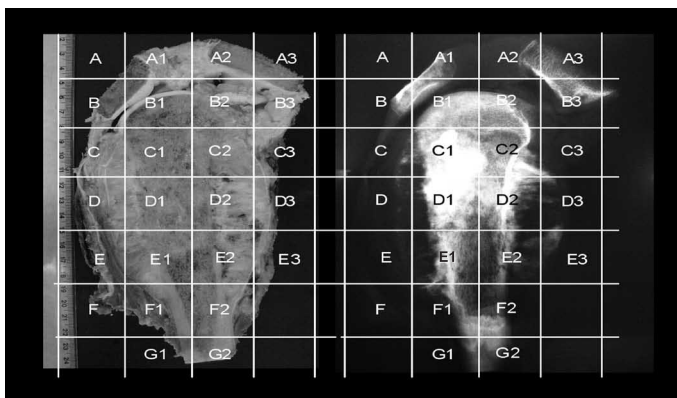 A A1 A2 A3 A A1 A2 A3
B B1 B2 B3 B B1 B2 B3
C C1 C2 C3 C C1 C2 C3
D D1 D2 D3 D D1 D2 D3
E E1 E2 E3 E E1 E2 E3
F F1 F2 F F1 F2
G1 G2 G1 G2